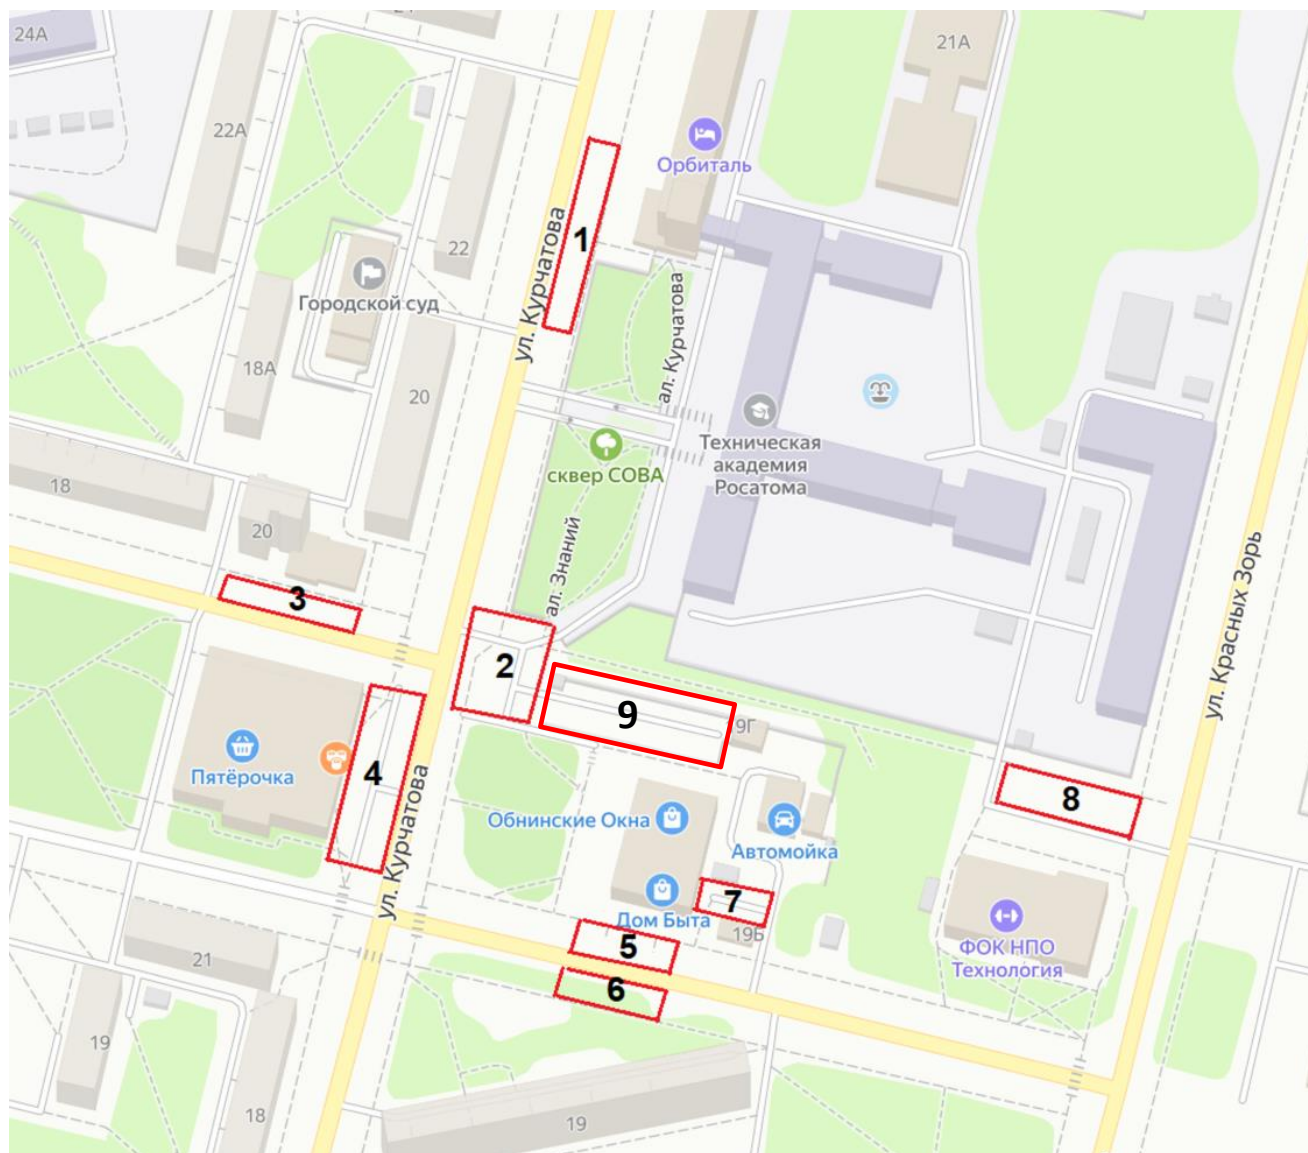 24А
21А
22А
Орбиталь
1
ул. Курчатова
22
Городской суд
ал. Курчатова
18А
20
Техническая
академия
Росатома
сквер СОВА
18
20
ал. Знаний
ул. Красных Зорь
3
2
9
9Г
4
Пятёрочка
ул. Курчатова
8
Обнинские Окна
Автомойка
7
Дом Быта
19Б
5
ФОК НПО
Технология
21
6
19
18
19